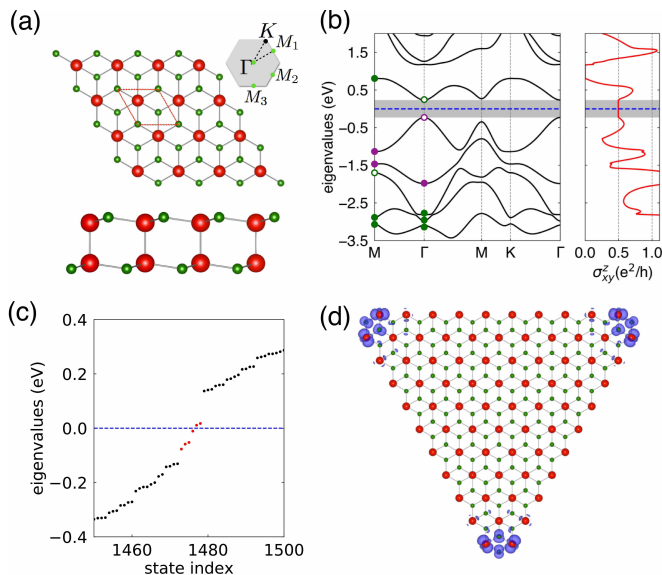 (a)
K
M₁
Γ
M₂
M₃
(b)
eigenvalues (eV)
1.5
0.5
−0.5
−1.5
−2.5
−3.5
M Γ M K Γ
0.0 0.5 1.0
σᶻxy(e²/h)
(c)
eigenvalues (eV)
0.4
0.2
0.0
−0.2
−0.4
1460 1480 1500
state index
(d)